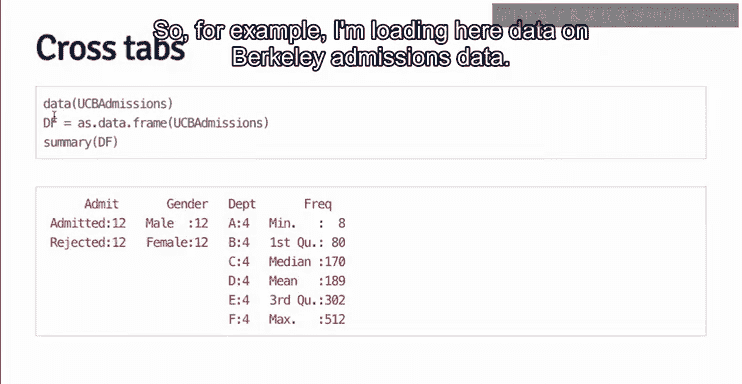 So, for example, I'm loading here data on
Berkeley admissions data.
Cross tabs
data(UCBAdmissions)
DF = as.data.frame(UCBAdmissions)
summary(DF)
Admit Gender Dept Freq
Admitted:12 Male :12 A:4 Min. : 8
Rejected:12 Female:12 B:4 1st Qu.: 80
C:4 Median :170
D:4 Mean :189
E:4 3rd Qu.:302
F:4 Max. :512